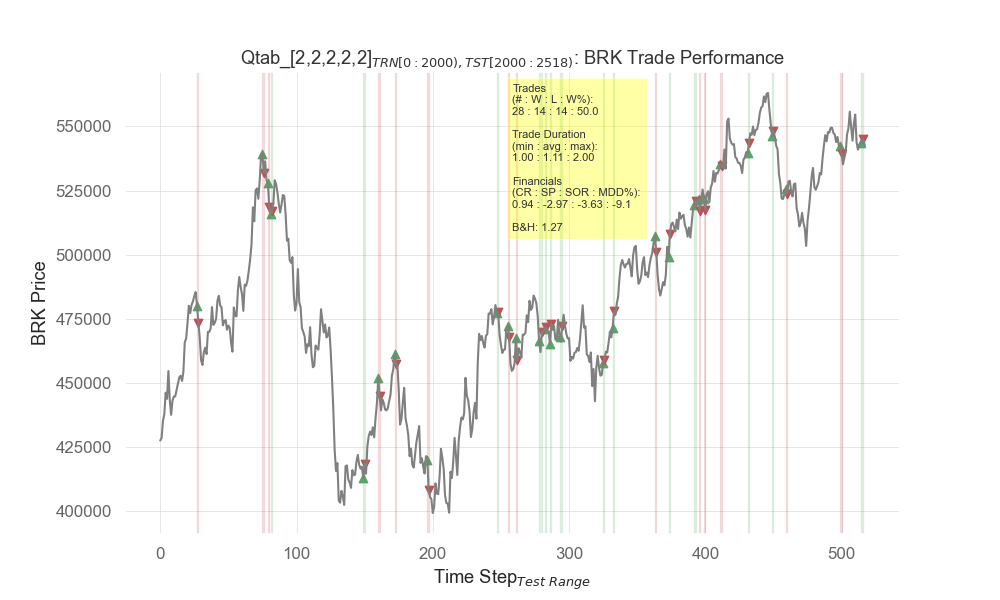 Qtab_[2,2,2,2,2]TRN[0 : 2000), TST[2000 : 2518): BRK Trade Performance
Trades
(# : W : L : W%):
28 : 14 : 14 : 50.0
Trade Duration
(min : avg : max):
1.00 : 1.11 : 2.00
Financials
(CR : SP : SOR : MDD%):
0.94 : -2.97 : -3.63 : -9.1
B&H: 1.27
BRK Price
550000
525000
500000
475000
450000
425000
400000
0 100 200 300 400 500
Time StepTest Range